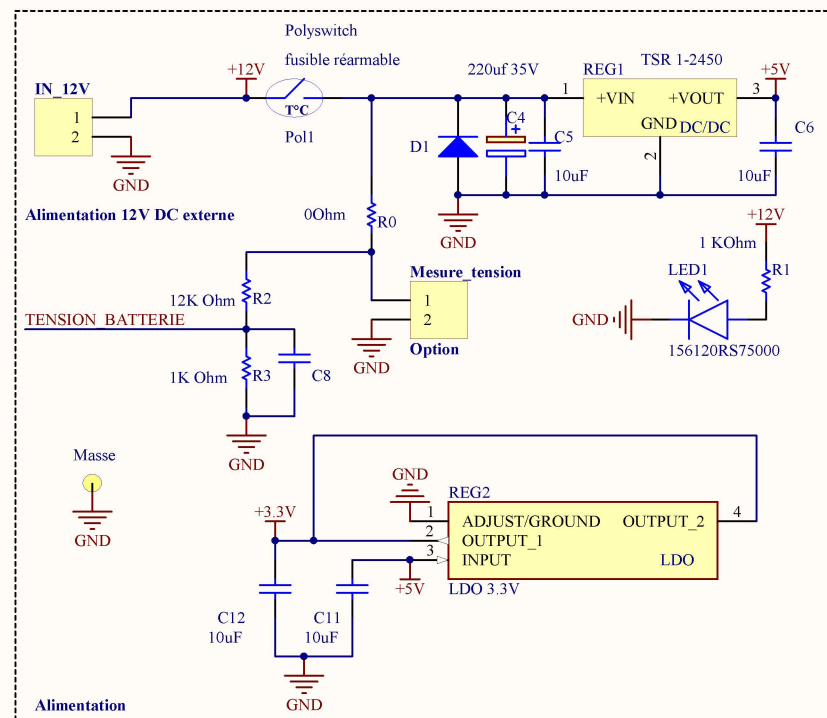 Polyswitch
fusible réarmable
+12V
220uf 35V
REG1
TSR 1-2450
+5V
IN_12V
1
2
T°C
Pol1
1
+VIN
+VOUT
3
GND
DC/DC
2
D1
C4
+
C5
10uF
C6
10uF
GND
Alimentation 12V DC externe
0Ohm
R0
GND
+12V
1 KOhm
R1
LED1
GND
156120RS75000
Mesure_tension
1
2
Option
GND
12K Ohm
R2
TENSION_BATTERIE
1K Ohm
R3
C8
GND
Masse
GND
GND
REG2
+3.3V
1
ADJUST/GROUND
OUTPUT_2
4
2
OUTPUT_1
3
INPUT
LDO
+5V
LDO 3.3V
C12
10uF
C11
10uF
GND
Alimentation